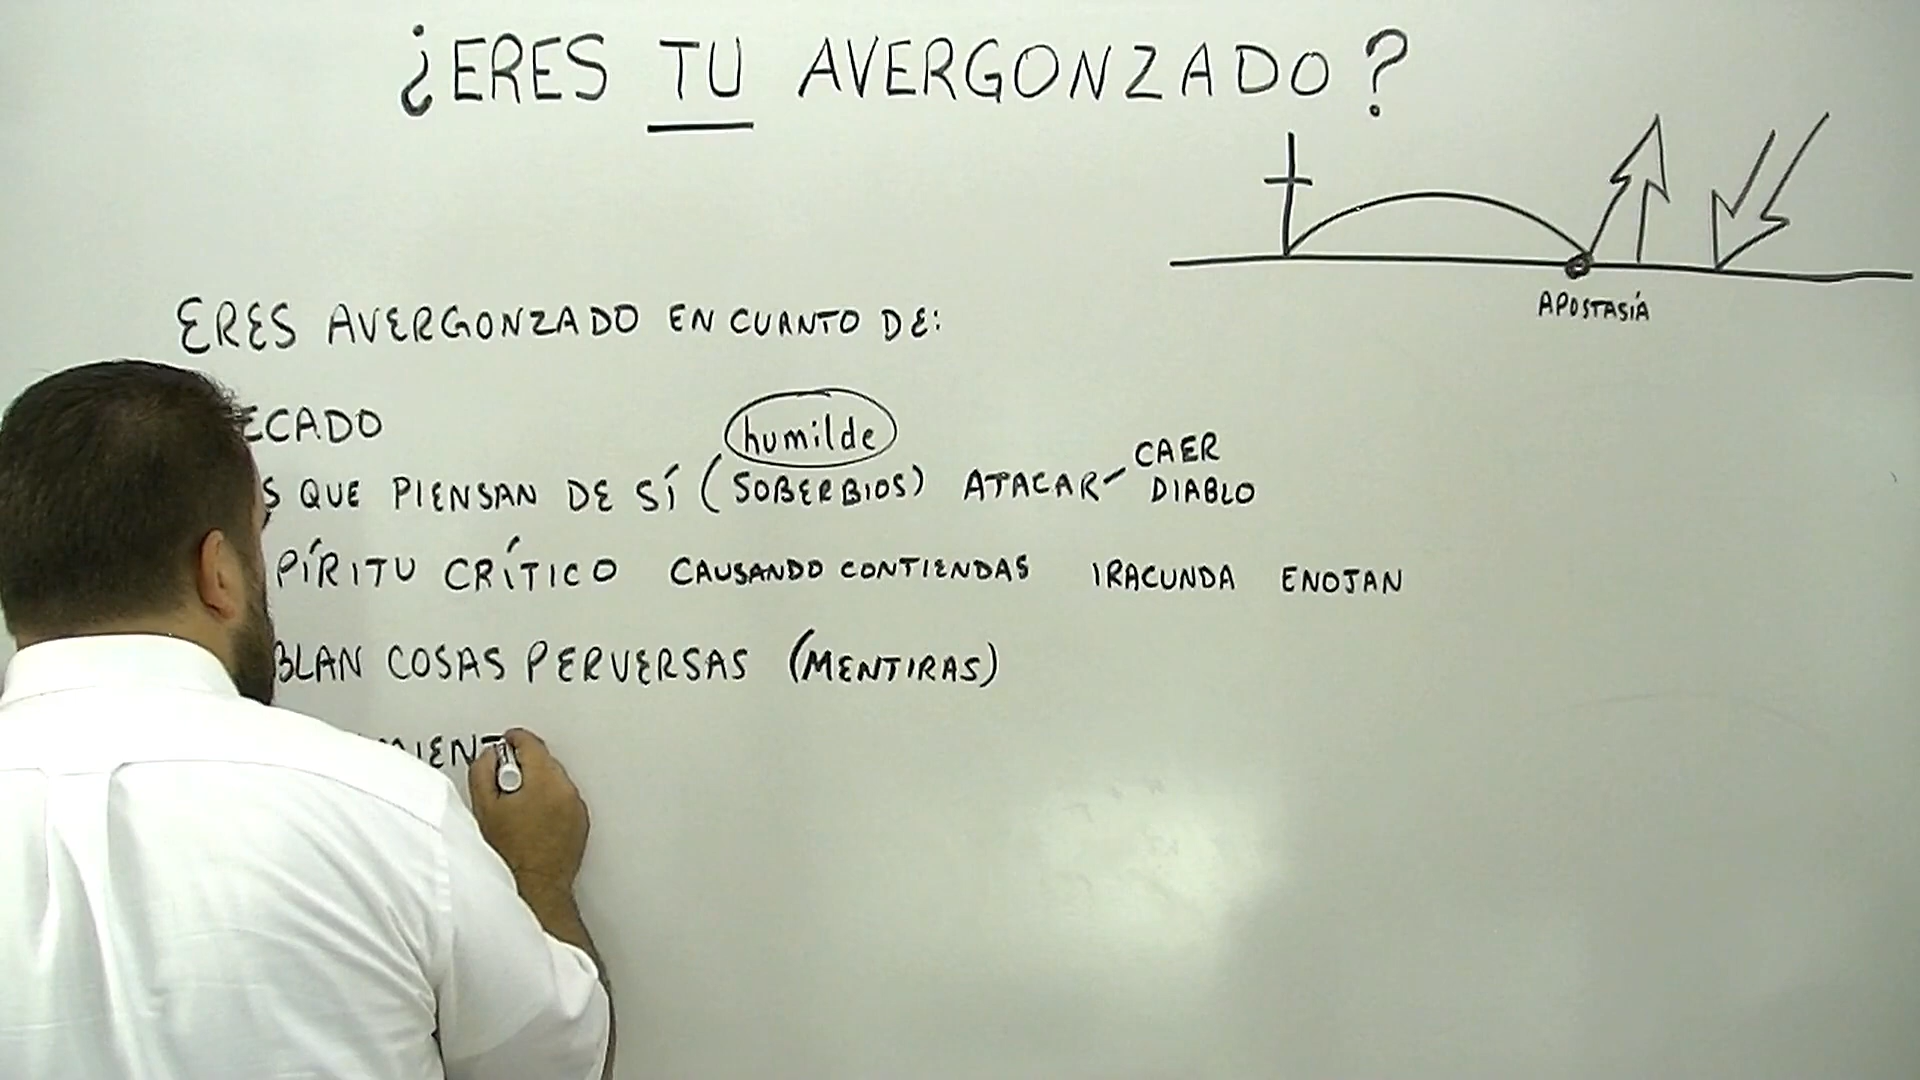 ¿ERES TU AVERGONZADO?
APOSTASÍA
ERES AVERGONZADO EN CUANTO DE:
ECADO
humilde
S QUE PIENSAN DE SÍ (SOBERBIOS) ATACAR - CAER
DIABLO
PÍRITU CRÍTICO CAUSANDO CONTIENDAS IRACUNDA ENOJAN
BLAN COSAS PERVERSAS (MENTIRAS)
MIENT